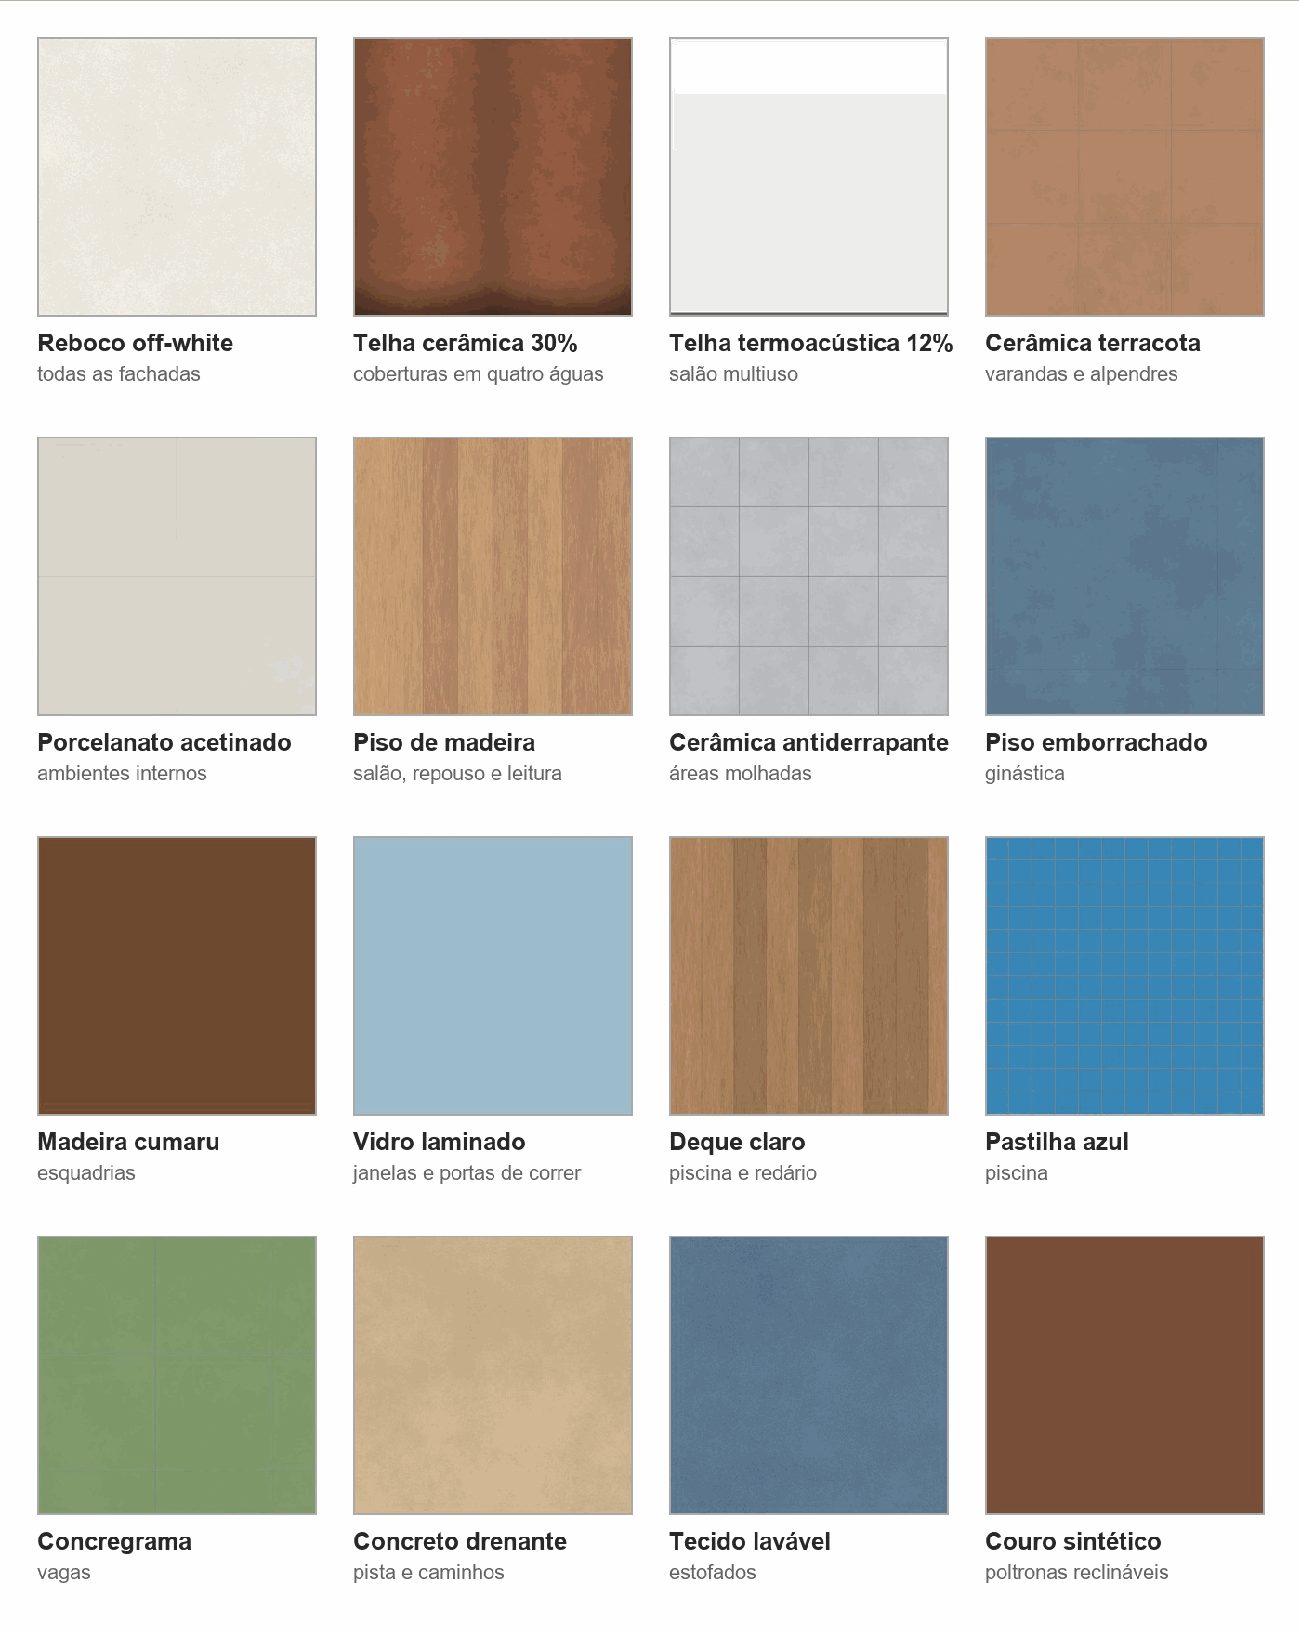 Reboco off-white
todas as fachadas
Telha cerâmica 30%
coberturas em quatro águas
Telha termoacústica 12%
salão multiuso
Cerâmica terracota
varandas e alpendres
Porcelanato acetinado
ambientes internos
Piso de madeira
salão, repouso e leitura
Cerâmica antiderrapante
áreas molhadas
Piso emborrachado
ginástica
Madeira cumaru
esquadrias
Vidro laminado
janelas e portas de correr
Deque claro
piscina e redário
Pastilha azul
piscina
Concregrama
vagas
Concreto drenante
pista e caminhos
Tecido lavável
estofados
Couro sintético
poltronas reclináveis